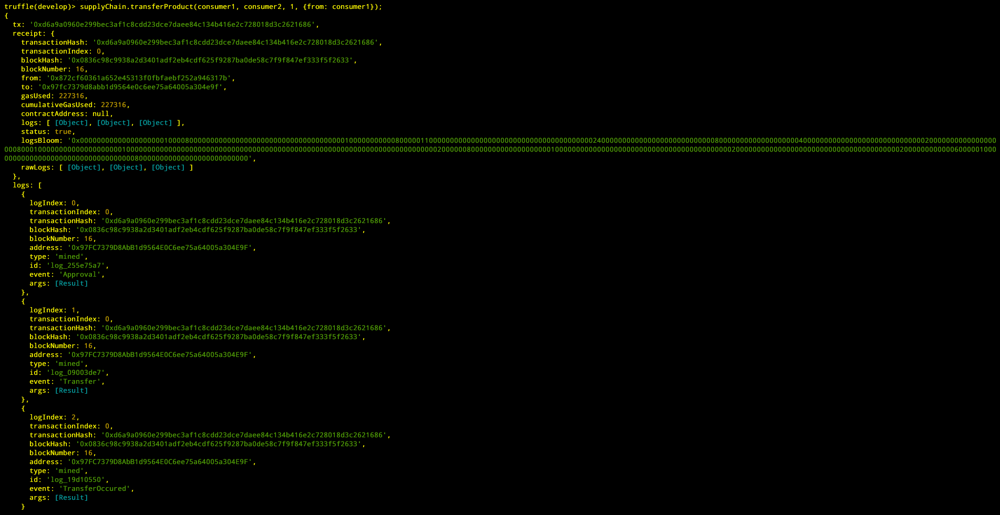 truffle(develop)> supplyChain.transferProduct(consumer1, consumer2, 1, {from: consumer1});
{
  tx: '0xd6a9a0960e299bec3af1c8cdd23dce7daee84c134b416e2c728018d3c2621686',
  receipt: {
    transactionHash: '0xd6a9a0960e299bec3af1c8cdd23dce7daee84c134b416e2c728018d3c2621686',
    transactionIndex: 0,
    blockHash: '0x0836c98c9938a2d3401adf2eb4cdf625f9287ba0de58c7f9f847ef333f5f2633',
    blockNumber: 16,
    from: '0x872cf60361a652e45313f0fbfaebf252a946317b',
    to: '0x97fc7379d8abb1d9564e0c6ee75a64005a304e9f',
    gasUsed: 227316,
    cumulativeGasUsed: 227316,
    contractAddress: null,
    logs: [ [Object], [Object], [Object] ],
    status: true,
    logsBloom: '0x00000000000000000000100008000000000000000000000000000000000000010000000000080000011000000000000000000000000000000000000000240000000000000000000000000008000000000000000000040000000000000000000000000000020000000000000000
000800010000000000000000000010000000000000000000000000000000000000000000000000000000000000000000000000002000000800000000000000000001000000000000000000000000000000000000000000200000000000000000000000000000000000000020000000000006000001000
0000000000000000000000000000000800000000000000000000000000',
    rawLogs: [ [Object], [Object], [Object] ]
  },
  logs: [
    {
      logIndex: 0,
      transactionIndex: 0,
      transactionHash: '0xd6a9a0960e299bec3af1c8cdd23dce7daee84c134b416e2c728018d3c2621686',
      blockHash: '0x0836c98c9938a2d3401adf2eb4cdf625f9287ba0de58c7f9f847ef333f5f2633',
      blockNumber: 16,
      address: '0x97FC7379D8AbB1d9564E0C6ee75a64005a304E9F',
      type: 'mined',
      id: 'log_255e75a7',
      event: 'Approval',
      args: [Result]
    },
    {
      logIndex: 1,
      transactionIndex: 0,
      transactionHash: '0xd6a9a0960e299bec3af1c8cdd23dce7daee84c134b416e2c728018d3c2621686',
      blockHash: '0x0836c98c9938a2d3401adf2eb4cdf625f9287ba0de58c7f9f847ef333f5f2633',
      blockNumber: 16,
      address: '0x97FC7379D8AbB1d9564E0C6ee75a64005a304E9F',
      type: 'mined',
      id: 'log_09003de7',
      event: 'Transfer',
      args: [Result]
    },
    {
      logIndex: 2,
      transactionIndex: 0,
      transactionHash: '0xd6a9a0960e299bec3af1c8cdd23dce7daee84c134b416e2c728018d3c2621686',
      blockHash: '0x0836c98c9938a2d3401adf2eb4cdf625f9287ba0de58c7f9f847ef333f5f2633',
      blockNumber: 16,
      address: '0x97FC7379D8AbB1d9564E0C6ee75a64005a304E9F',
      type: 'mined',
      id: 'log_19d10550',
      event: 'TransferOccured',
      args: [Result]
    }